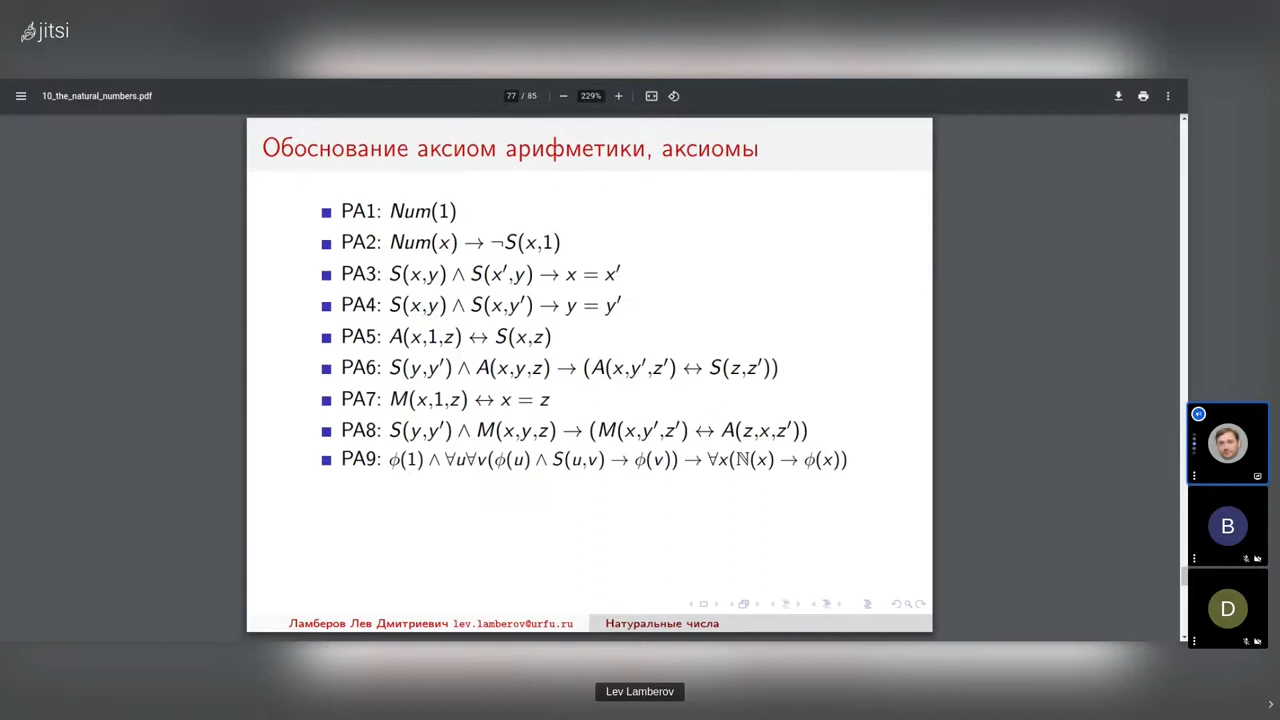 jitsi
10_the_natural_numbers.pdf
77 / 85
229%
Обоснование аксиом арифметики, аксиомы
PA1: Num(1)
PA2: Num(x) → ¬S(x,1)
PA3: S(x,y) ∧ S(x′,y) → x = x′
PA4: S(x,y) ∧ S(x,y′) → y = y′
PA5: A(x,1,z) ↔ S(x,z)
PA6: S(y,y′) ∧ A(x,y,z) → (A(x,y′,z′) ↔ S(z,z′))
PA7: M(x,1,z) ↔ x = z
PA8: S(y,y′) ∧ M(x,y,z) → (M(x,y′,z′) ↔ A(z,x,z′))
PA9: ϕ(1) ∧ ∀u∀v(ϕ(u) ∧ S(u,v) → ϕ(v)) → ∀x(ℕ(x) → ϕ(x))
Ламберов Лев Дмитриевич lev.lamberov@urfu.ru
Натуральные числа
B
D
Lev Lamberov